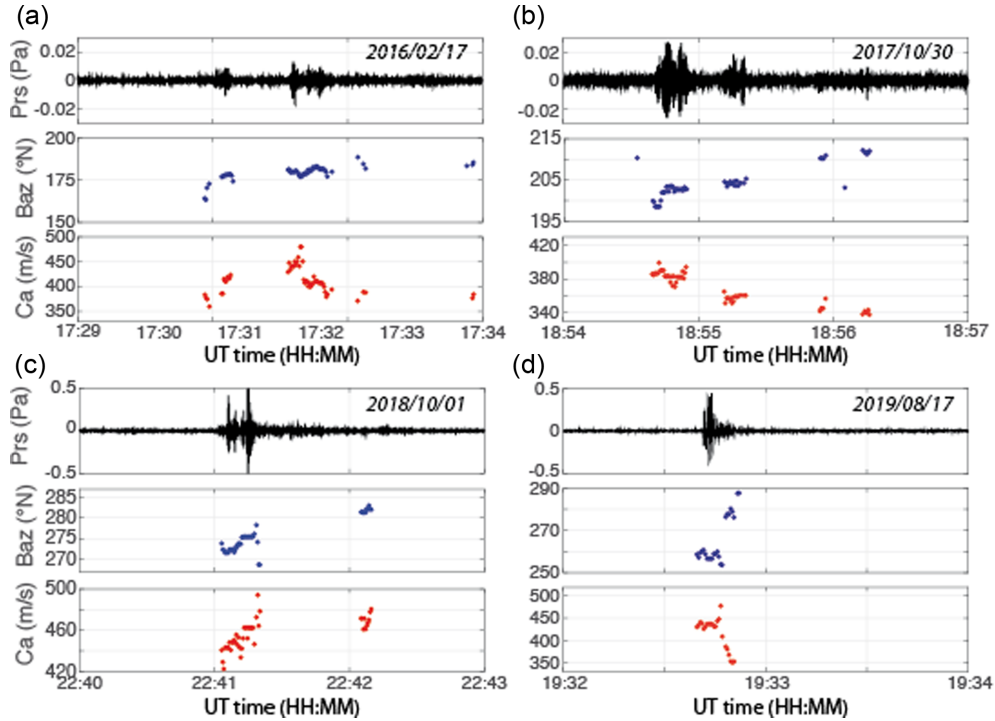 (a)
2016/02/17
Prs (Pa)
0.02
0
-0.02
Baz (°N)
200
175
150
Ca (m/s)
500
450
400
350
17:29 17:30 17:31 17:32 17:33 17:34
UT time (HH:MM)
(b)
2017/10/30
0.02
0
-0.02
215
205
195
420
380
340
18:54 18:55 18:56 18:57
UT time (HH:MM)
(c)
2018/10/01
Prs (Pa)
0.5
0
-0.5
Baz (°N)
285
280
275
270
Ca (m/s)
500
460
420
22:40 22:41 22:42 22:43
UT time (HH:MM)
(d)
2019/08/17
0.5
0
-0.5
290
270
250
500
450
400
350
19:32 19:33 19:34
UT time (HH:MM)